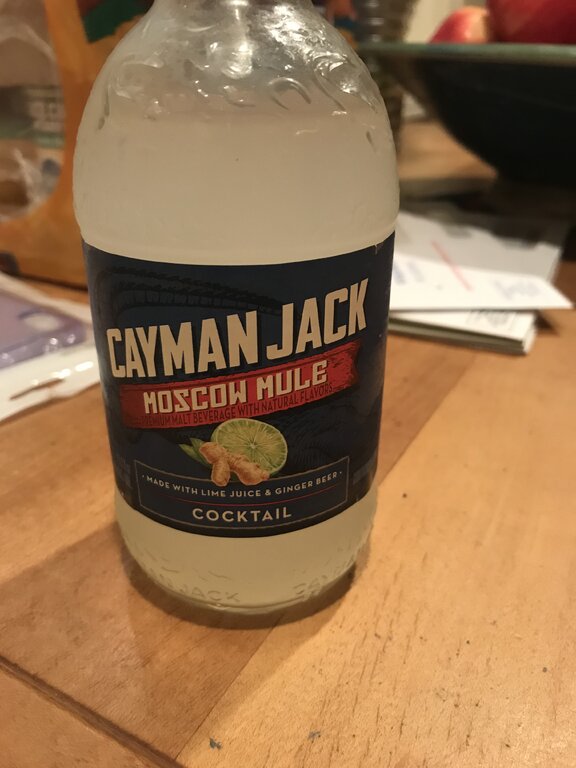 CAYMAN JACK
MOSCOW MULE
PREMIUM MALT BEVERAGE WITH NATURAL FLAVORS
• MADE WITH LIME JUICE & GINGER BEER •
COCKTAIL